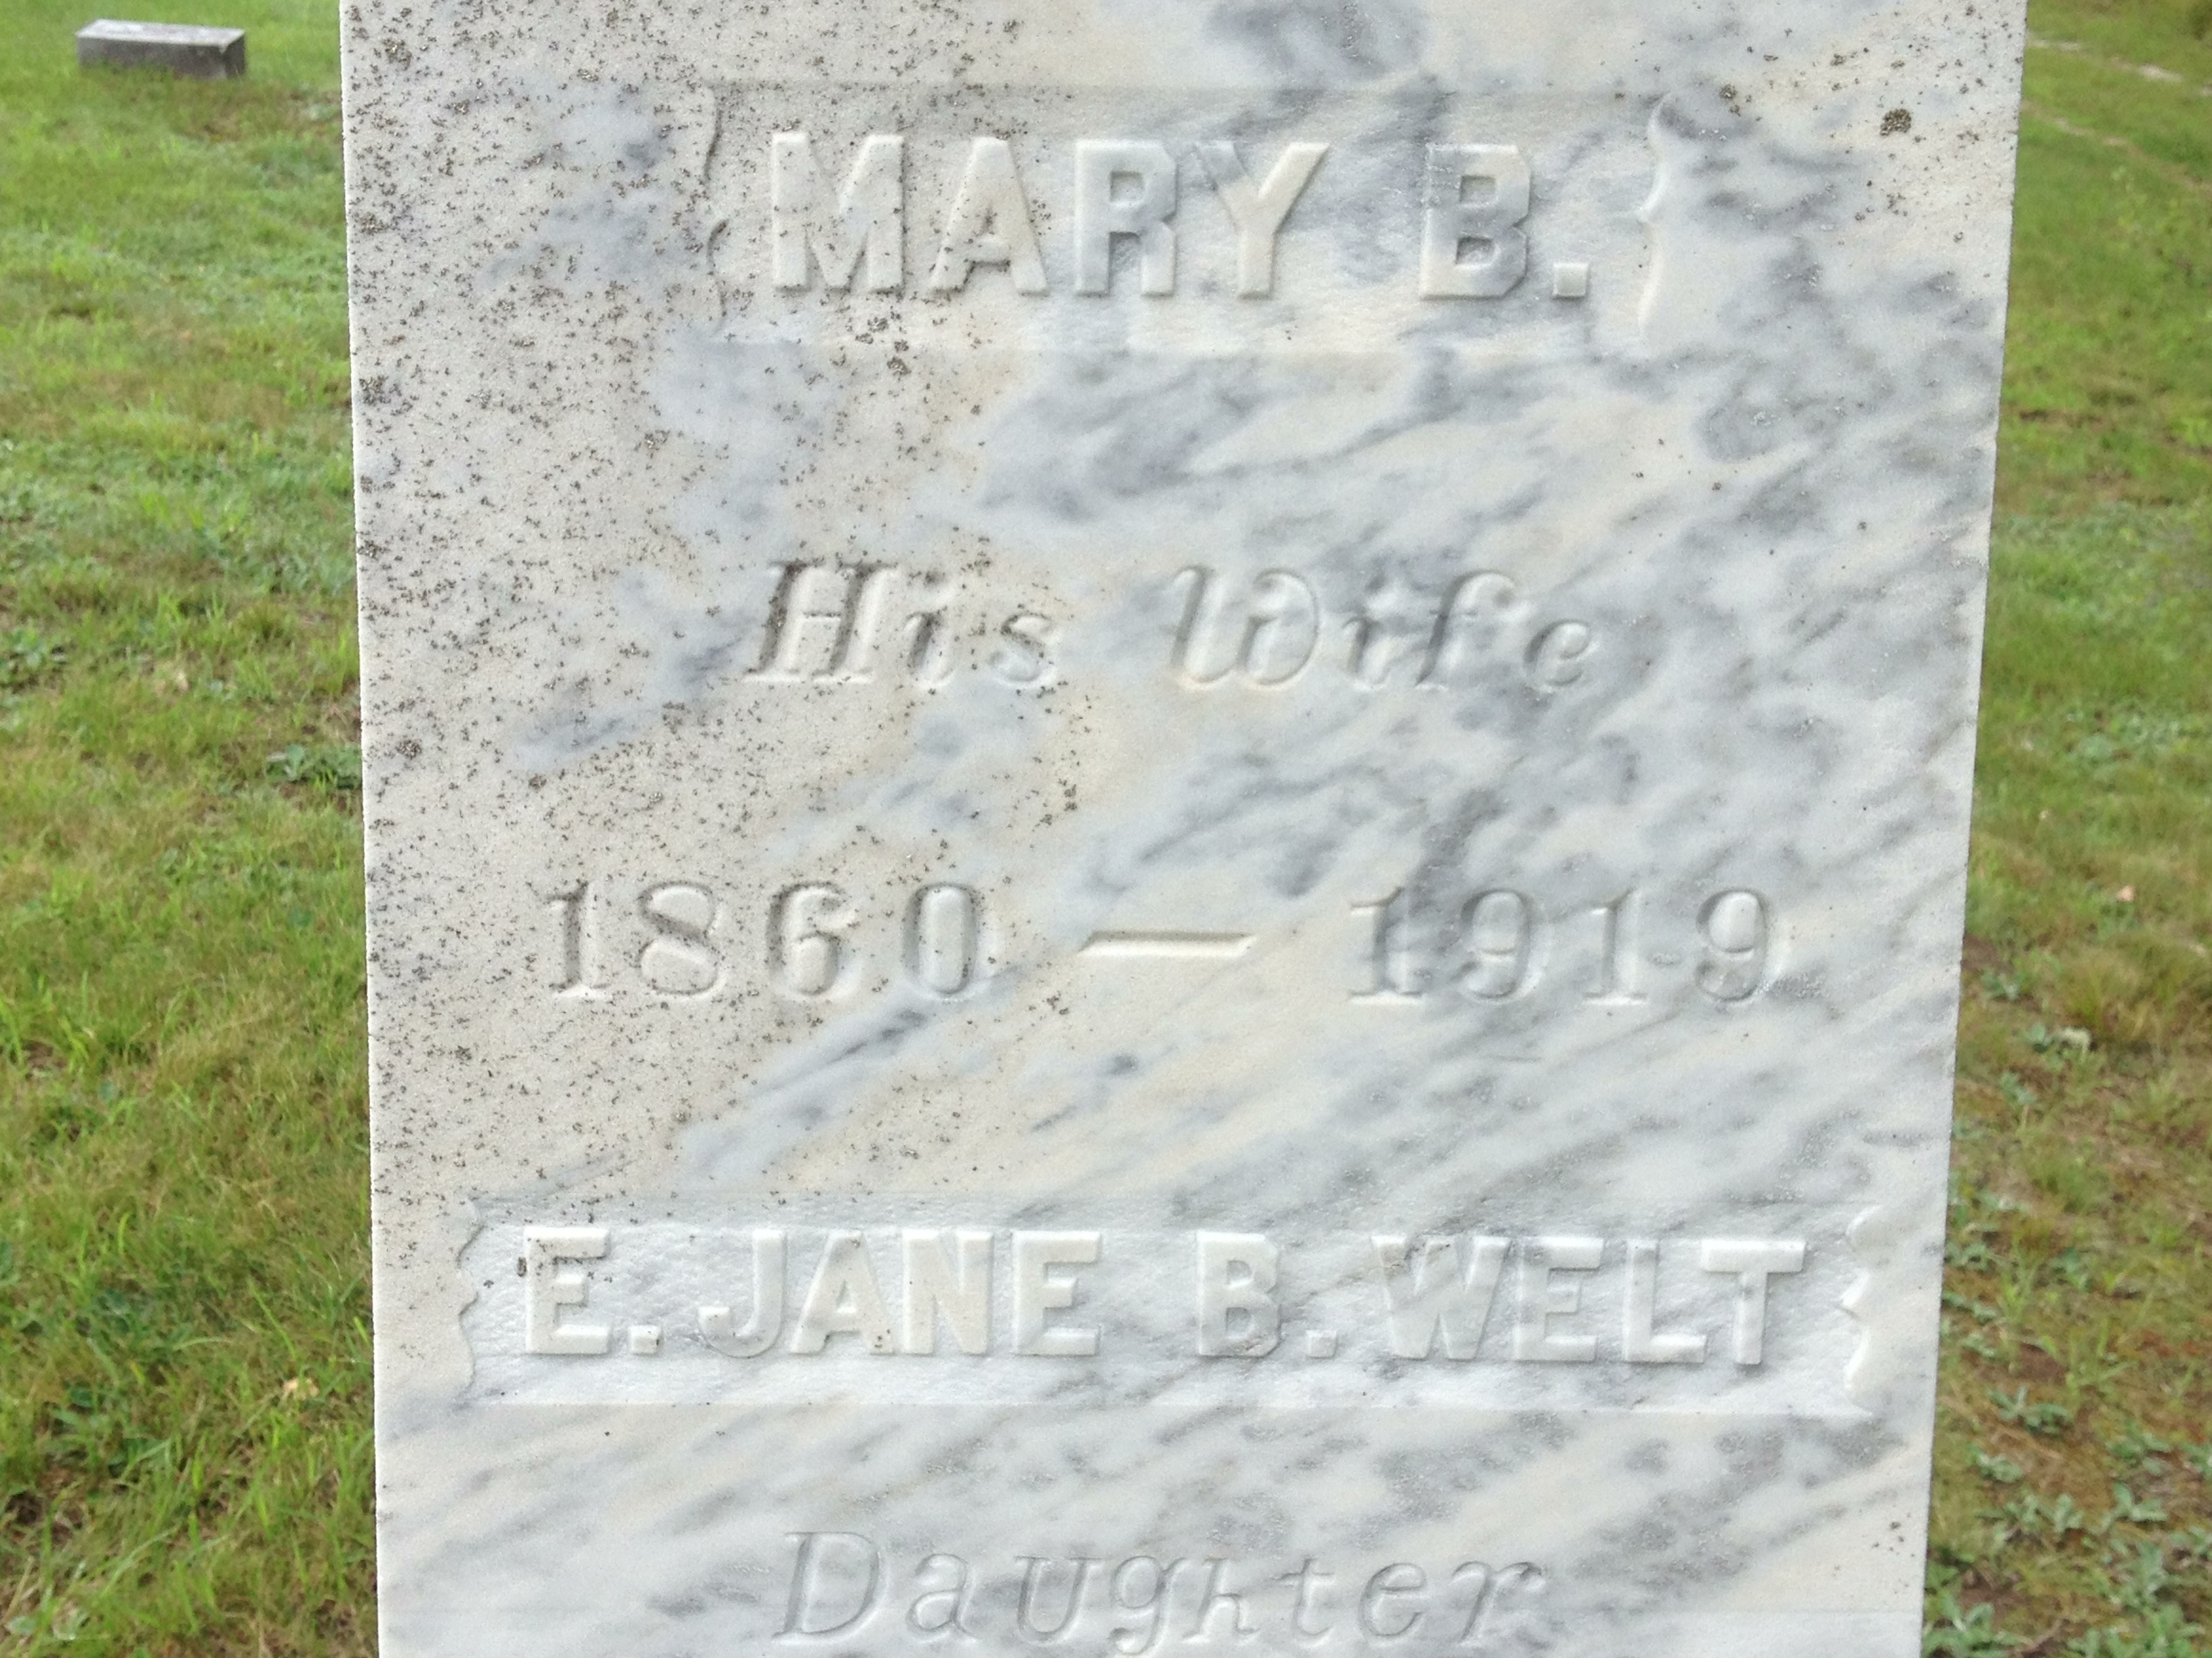 MARY B.
His Wife
1860 — 1919
E. JANE B. WELT
Daughter